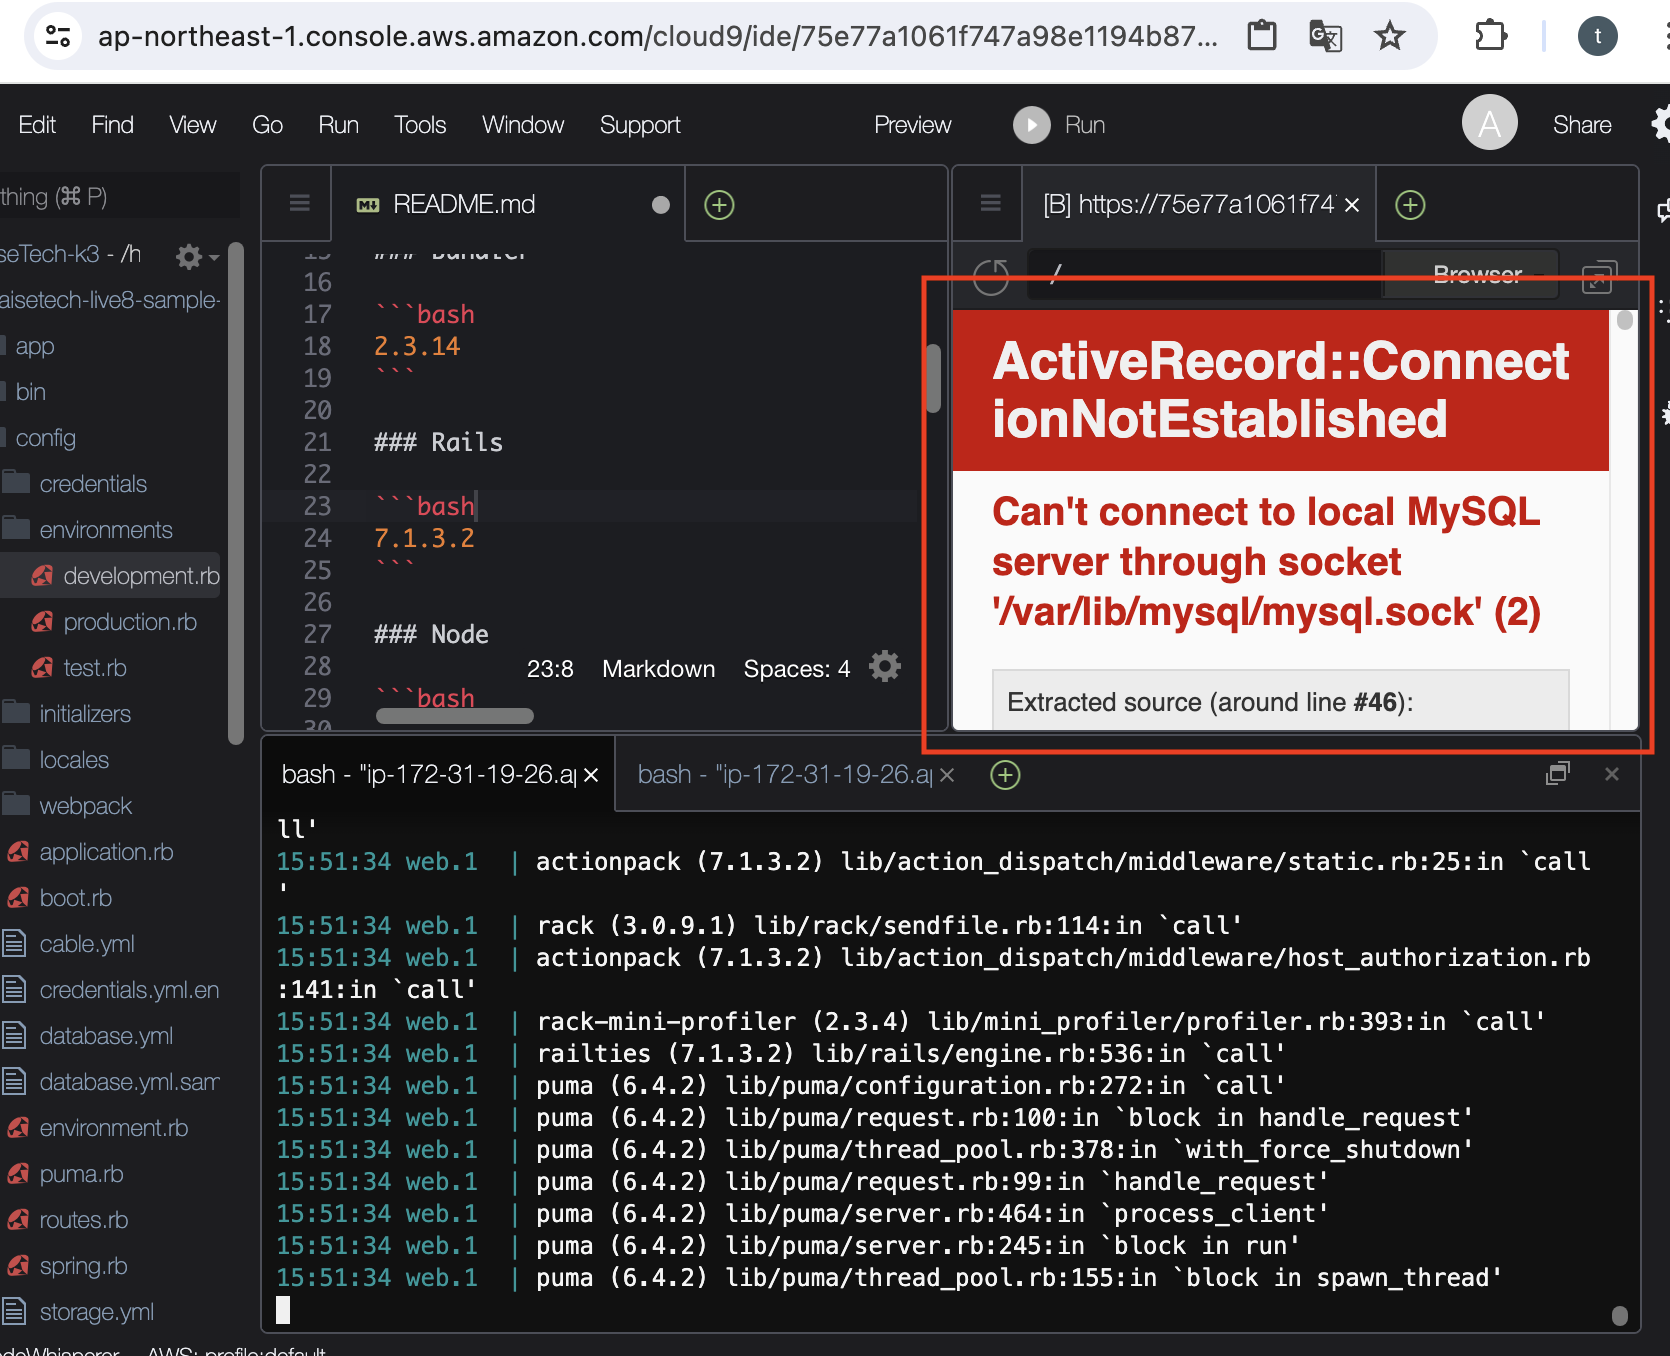 ap-northeast-1.console.aws.amazon.com/cloud9/ide/75e77a1061f747a98e1194b87...
t
Edit Find View Go Run Tools Window Support Preview Run A Share
thing (⌘ P)
README.md
[B] https://75e77a1061f74
seTech-k3 - /h
aisetech-live8-sample-
app
bin
config
credentials
environments
development.rb
production.rb
test.rb
initializers
locales
webpack
application.rb
boot.rb
cable.yml
credentials.yml.en
database.yml
database.yml.sam
environment.rb
puma.rb
routes.rb
spring.rb
storage.yml
15 ### Bundler
16
17 ```bash
18 2.3.14
19 ```
20
21 ### Rails
22
23 ```bash
24 7.1.3.2
25 ```
26
27 ### Node
28
29 ```bash
30
23:8 Markdown Spaces: 4
/ Browser
ActiveRecord::Connect
ionNotEstablished
Can't connect to local MySQL
server through socket
'/var/lib/mysql/mysql.sock' (2)
Extracted source (around line #46):
bash - "ip-172-31-19-26.a
bash - "ip-172-31-19-26.a
ll'
15:51:34 web.1 | actionpack (7.1.3.2) lib/action_dispatch/middleware/static.rb:25:in `call
'
15:51:34 web.1 | rack (3.0.9.1) lib/rack/sendfile.rb:114:in `call'
15:51:34 web.1 | actionpack (7.1.3.2) lib/action_dispatch/middleware/host_authorization.rb
:141:in `call'
15:51:34 web.1 | rack-mini-profiler (2.3.4) lib/mini_profiler/profiler.rb:393:in `call'
15:51:34 web.1 | railties (7.1.3.2) lib/rails/engine.rb:536:in `call'
15:51:34 web.1 | puma (6.4.2) lib/puma/configuration.rb:272:in `call'
15:51:34 web.1 | puma (6.4.2) lib/puma/request.rb:100:in `block in handle_request'
15:51:34 web.1 | puma (6.4.2) lib/puma/thread_pool.rb:378:in `with_force_shutdown'
15:51:34 web.1 | puma (6.4.2) lib/puma/request.rb:99:in `handle_request'
15:51:34 web.1 | puma (6.4.2) lib/puma/server.rb:464:in `process_client'
15:51:34 web.1 | puma (6.4.2) lib/puma/server.rb:245:in `block in run'
15:51:34 web.1 | puma (6.4.2) lib/puma/thread_pool.rb:155:in `block in spawn_thread'
deWhisperer AWS: profile:default